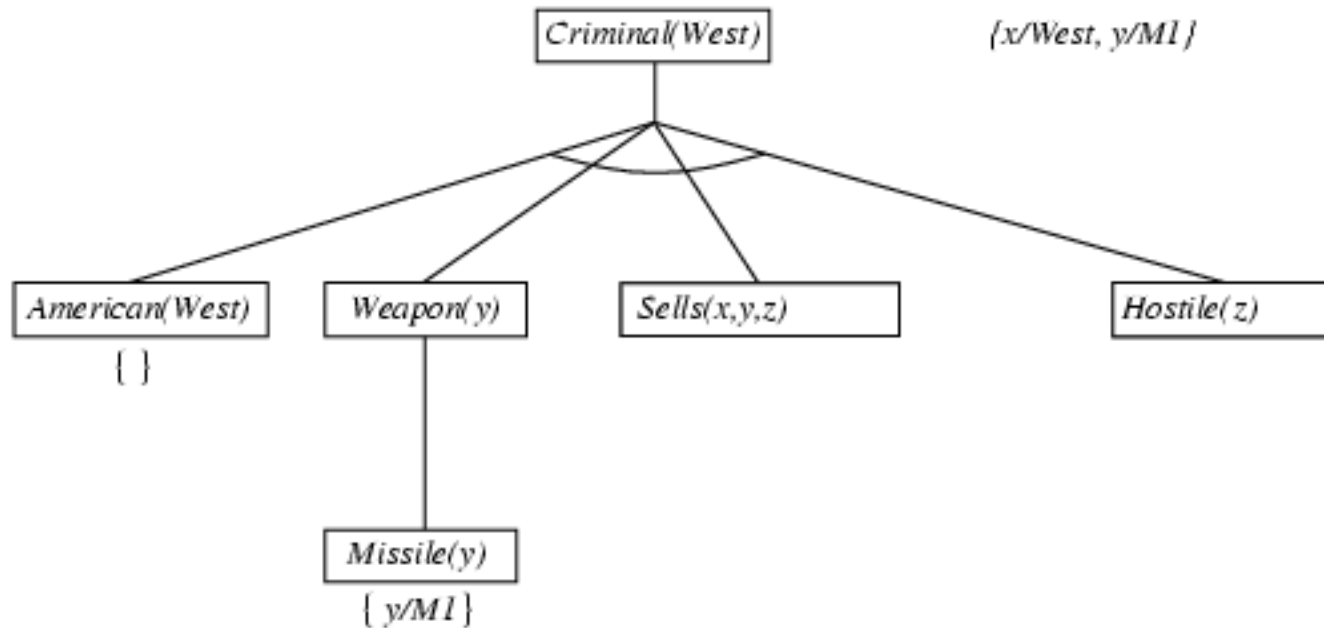 Criminal(West)
{x/West, y/M1}
American(West)
Weapon(y)
Sells(x,y,z)
Hostile(z)
{ }
Missile(y)
{ y/M1 }